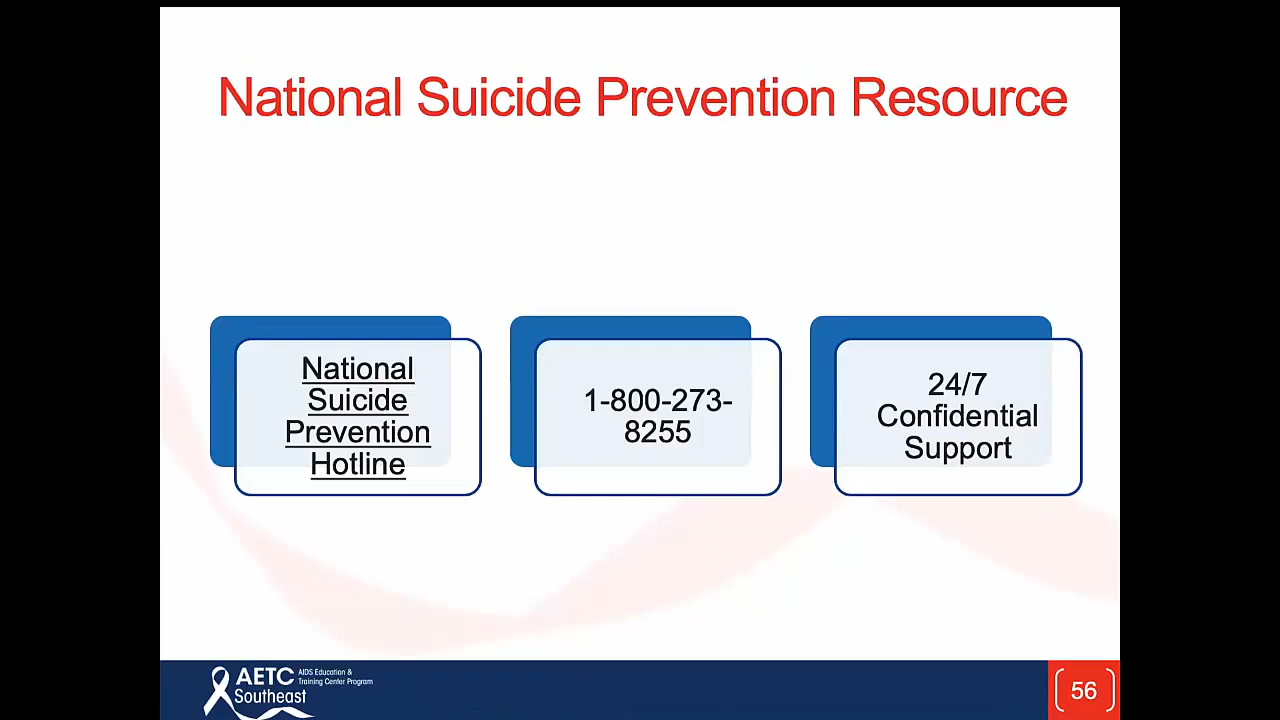 National Suicide Prevention Resource
National
Suicide
Prevention
Hotline
1-800-273-
8255
24/7
Confidential
Support
AETC
AIDS Education &
Training Center Program
Southeast
56